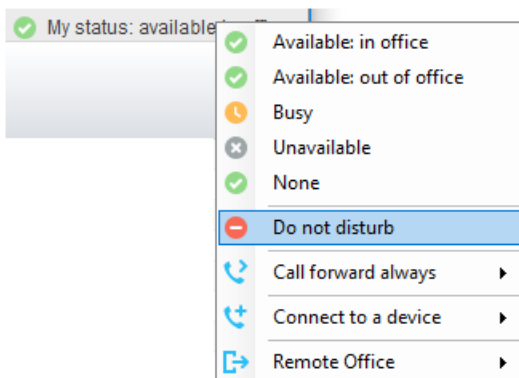 My status: available
Available: in office
Available: out of office
Busy
Unavailable
None
Do not disturb
Call forward always
Connect to a device
Remote Office